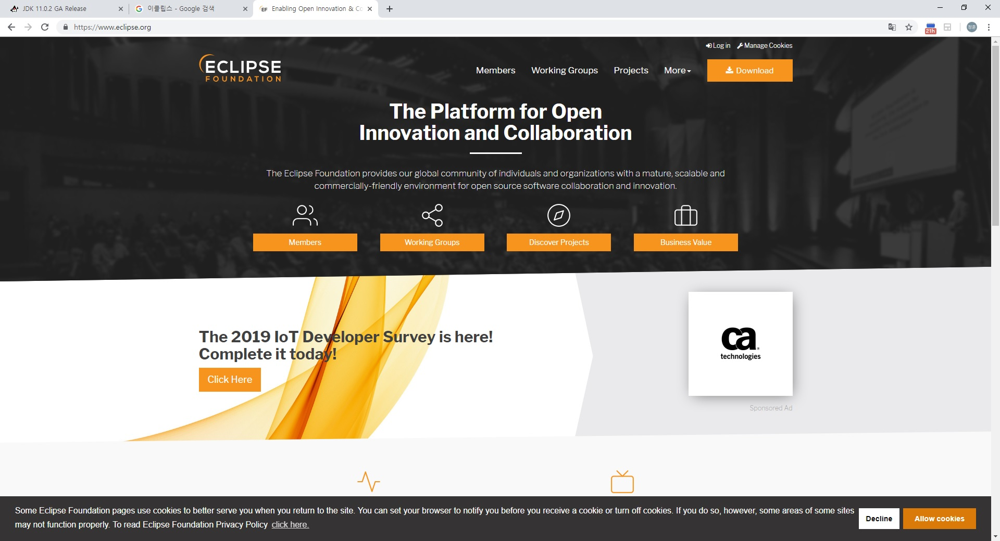 JDK 11.0.2 GA Release
이클립스 - Google 검색
EF Enabling Open Innovation & Co
https://www.eclipse.org
21h
정훈
Log in Manage Cookies
ECLIPSE
FOUNDATION
Members Working Groups Projects More Download
The Platform for Open
Innovation and Collaboration
The Eclipse Foundation provides our global community of individuals and organizations with a mature, scalable and
commercially-friendly environment for open source software collaboration and innovation.
Members Working Groups Discover Projects Business Value
The 2019 IoT Developer Survey is here!
Complete it today!
Click Here
ca
technologies
Sponsored Ad
Some Eclipse Foundation pages use cookies to better serve you when you return to the site. You can set your browser to notify you before you receive a cookie or turn off cookies. If you do so, however, some areas of some sites
may not function properly. To read Eclipse Foundation Privacy Policy click here.
Decline Allow cookies